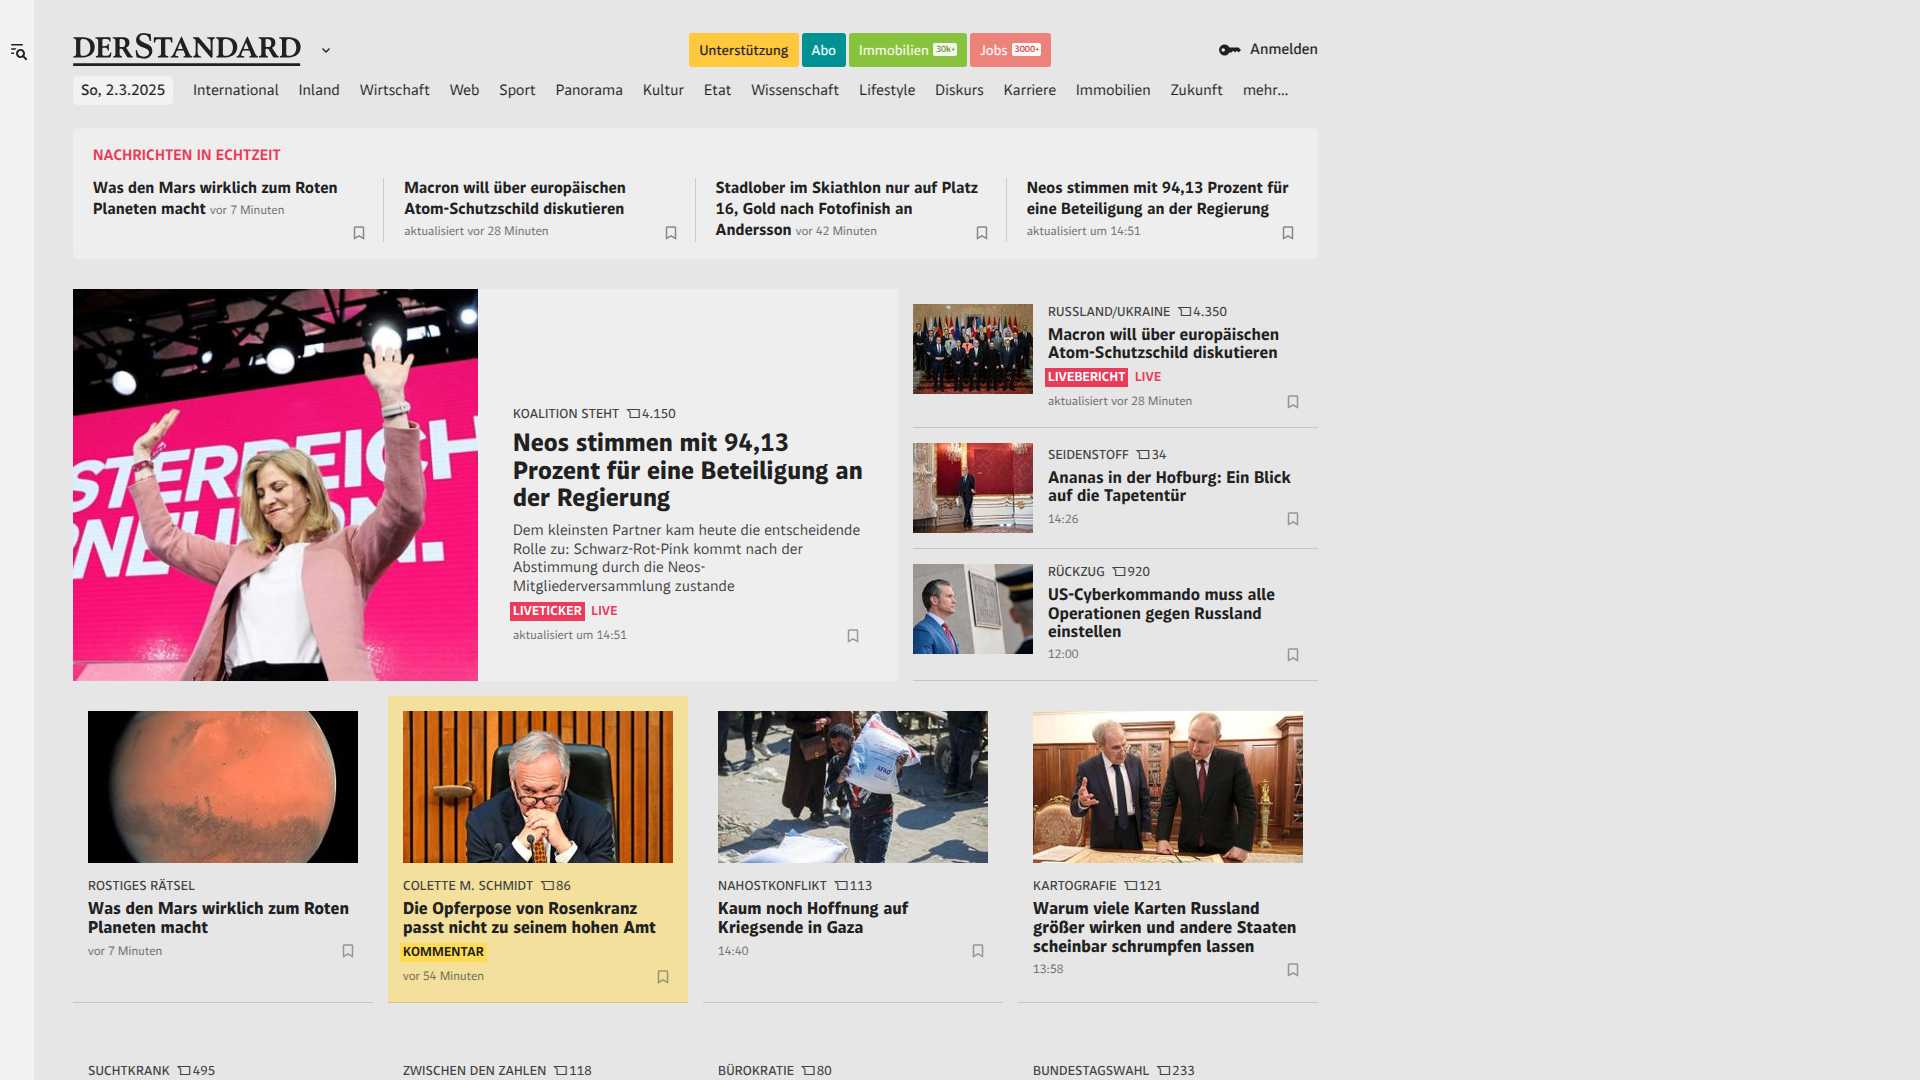 DERSTANDARD
Unterstützung
Abo
Immobilien 30k+
Jobs 3000+
Anmelden
So, 2.3.2025
International
Inland
Wirtschaft
Web
Sport
Panorama
Kultur
Etat
Wissenschaft
Lifestyle
Diskurs
Karriere
Immobilien
Zukunft
mehr...
NACHRICHTEN IN ECHTZEIT
Was den Mars wirklich zum Roten
Planeten macht vor 7 Minuten
Macron will über europäischen
Atom-Schutzschild diskutieren
aktualisiert vor 28 Minuten
Stadlober im Skiathlon nur auf Platz
16, Gold nach Fotofinish an
Andersson vor 42 Minuten
Neos stimmen mit 94,13 Prozent für
eine Beteiligung an der Regierung
aktualisiert um 14:51
KOALITION STEHT 4.150
Neos stimmen mit 94,13
Prozent für eine Beteiligung an
der Regierung
Dem kleinsten Partner kam heute die entscheidende
Rolle zu: Schwarz-Rot-Pink kommt nach der
Abstimmung durch die Neos-
Mitgliederversammlung zustande
LIVETICKER LIVE
aktualisiert um 14:51
RUSSLAND/UKRAINE 4.350
Macron will über europäischen
Atom-Schutzschild diskutieren
LIVEBERICHT LIVE
aktualisiert vor 28 Minuten
SEIDENSTOFF 34
Ananas in der Hofburg: Ein Blick
auf die Tapetentür
14:26
RÜCKZUG 920
US-Cyberkommando muss alle
Operationen gegen Russland
einstellen
12:00
ROSTIGES RÄTSEL
Was den Mars wirklich zum Roten
Planeten macht
vor 7 Minuten
COLETTE M. SCHMIDT 86
Die Opferpose von Rosenkranz
passt nicht zu seinem hohen Amt
KOMMENTAR
vor 54 Minuten
NAHOSTKONFLIKT 113
Kaum noch Hoffnung auf
Kriegsende in Gaza
14:40
KARTOGRAFIE 121
Warum viele Karten Russland
größer wirken und andere Staaten
scheinbar schrumpfen lassen
13:58
SUCHTKRANK 495
ZWISCHEN DEN ZAHLEN 118
BÜROKRATIE 80
BUNDESTAGSWAHL 233